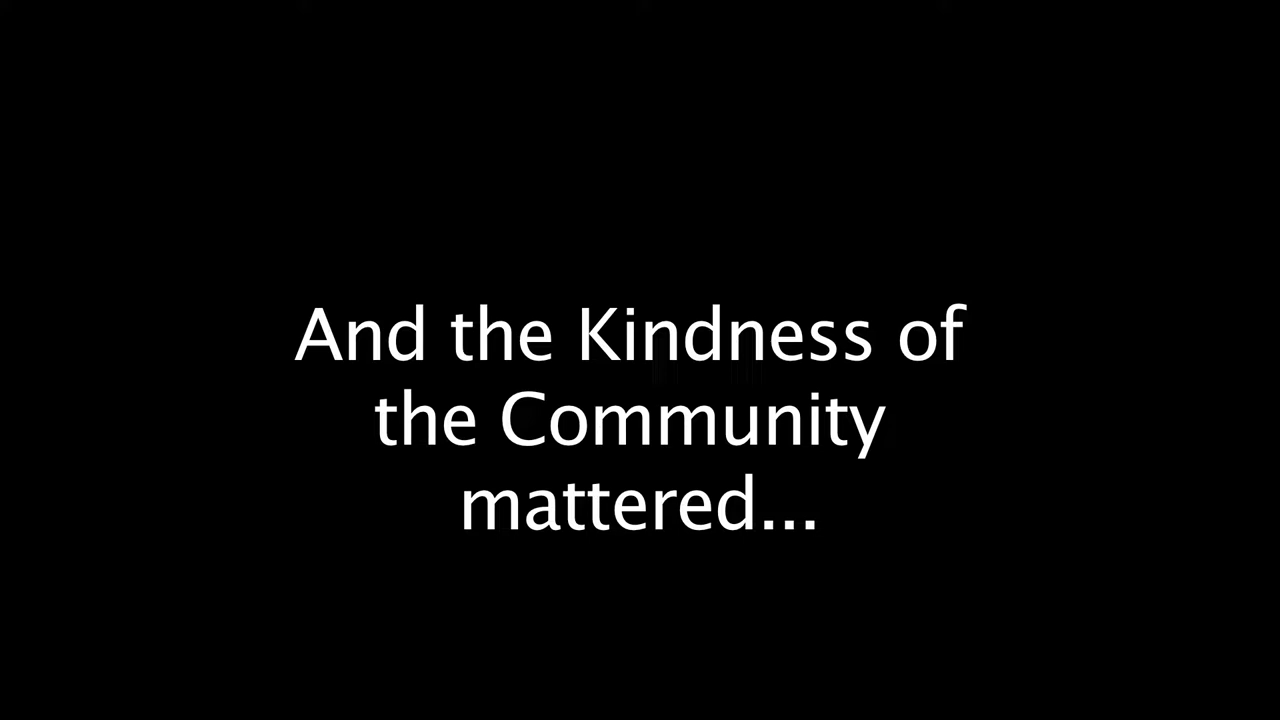 And the Kindness of
the Community
mattered...